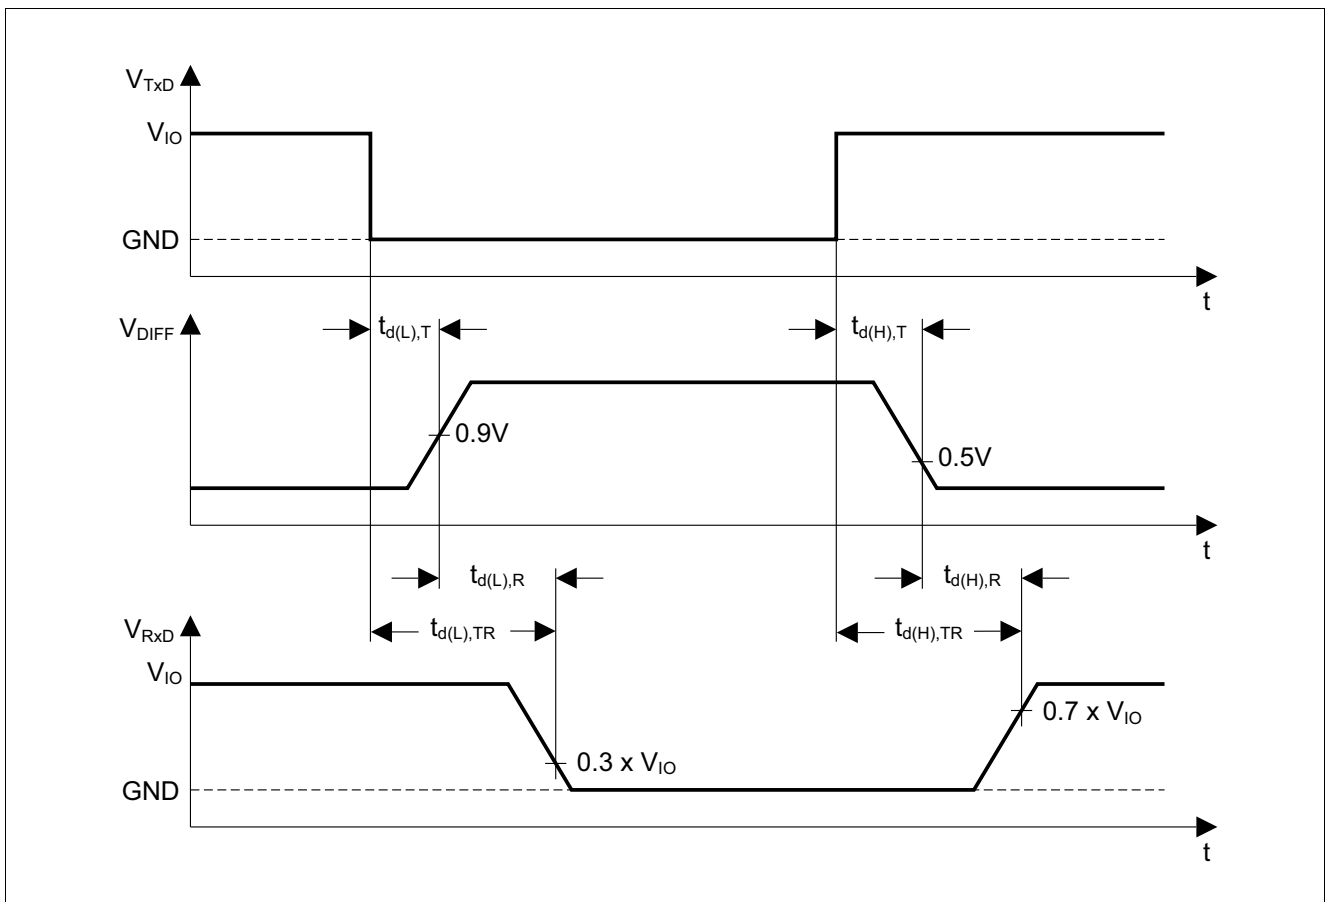 V_TxD
V_IO
GND
t
V_DIFF
t_d(L),T
t_d(H),T
0.9V
0.5V
t
t_d(L),R
t_d(H),R
V_RxD
t_d(L),TR
t_d(H),TR
V_IO
0.7 x V_IO
0.3 x V_IO
GND
t